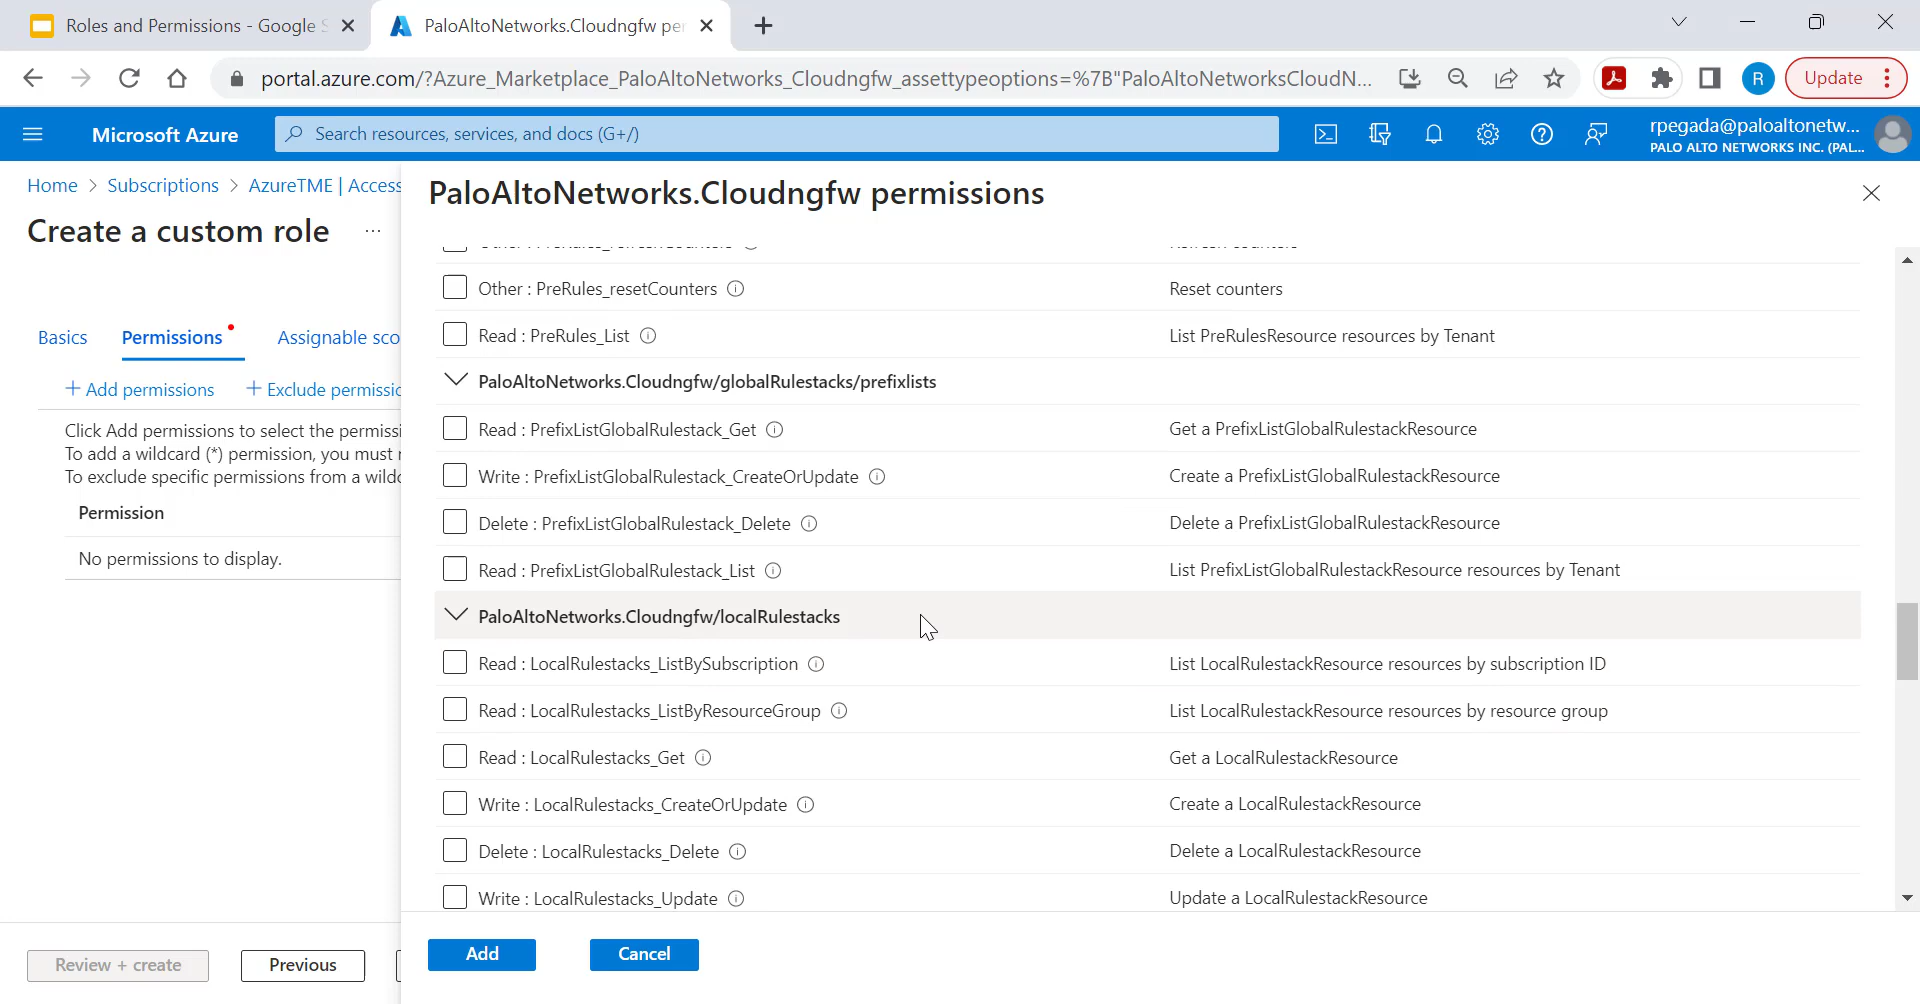 Roles and Permissions - Google S
PaloAltoNetworks.Cloudngfw per
portal.azure.com/?Azure_Marketplace_PaloAltoNetworks_Cloudngfw_assettypeoptions=%7B"PaloAltoNetworksCloudN...
R
Update
Microsoft Azure
Search resources, services, and docs (G+/)
rpegada@paloaltonetw...
PALO ALTO NETWORKS INC. (PAL...
Home > Subscriptions > AzureTME | Access
Create a custom role ...
Basics Permissions Assignable sco
+ Add permissions + Exclude permissic
Click Add permissions to select the permissi
To add a wildcard (*) permission, you must
To exclude specific permissions from a wildc
Permission
No permissions to display.
Review + create
Previous
PaloAltoNetworks.Cloudngfw permissions
Other : PreRules_resetCounters Reset counters
Read : PreRules_List List PreRulesResource resources by Tenant
PaloAltoNetworks.Cloudngfw/globalRulestacks/prefixlists
Read : PrefixListGlobalRulestack_Get Get a PrefixListGlobalRulestackResource
Write : PrefixListGlobalRulestack_CreateOrUpdate Create a PrefixListGlobalRulestackResource
Delete : PrefixListGlobalRulestack_Delete Delete a PrefixListGlobalRulestackResource
Read : PrefixListGlobalRulestack_List List PrefixListGlobalRulestackResource resources by Tenant
PaloAltoNetworks.Cloudngfw/localRulestacks
Read : LocalRulestacks_ListBySubscription List LocalRulestackResource resources by subscription ID
Read : LocalRulestacks_ListByResourceGroup List LocalRulestackResource resources by resource group
Read : LocalRulestacks_Get Get a LocalRulestackResource
Write : LocalRulestacks_CreateOrUpdate Create a LocalRulestackResource
Delete : LocalRulestacks_Delete Delete a LocalRulestackResource
Write : LocalRulestacks_Update Update a LocalRulestackResource
Add
Cancel